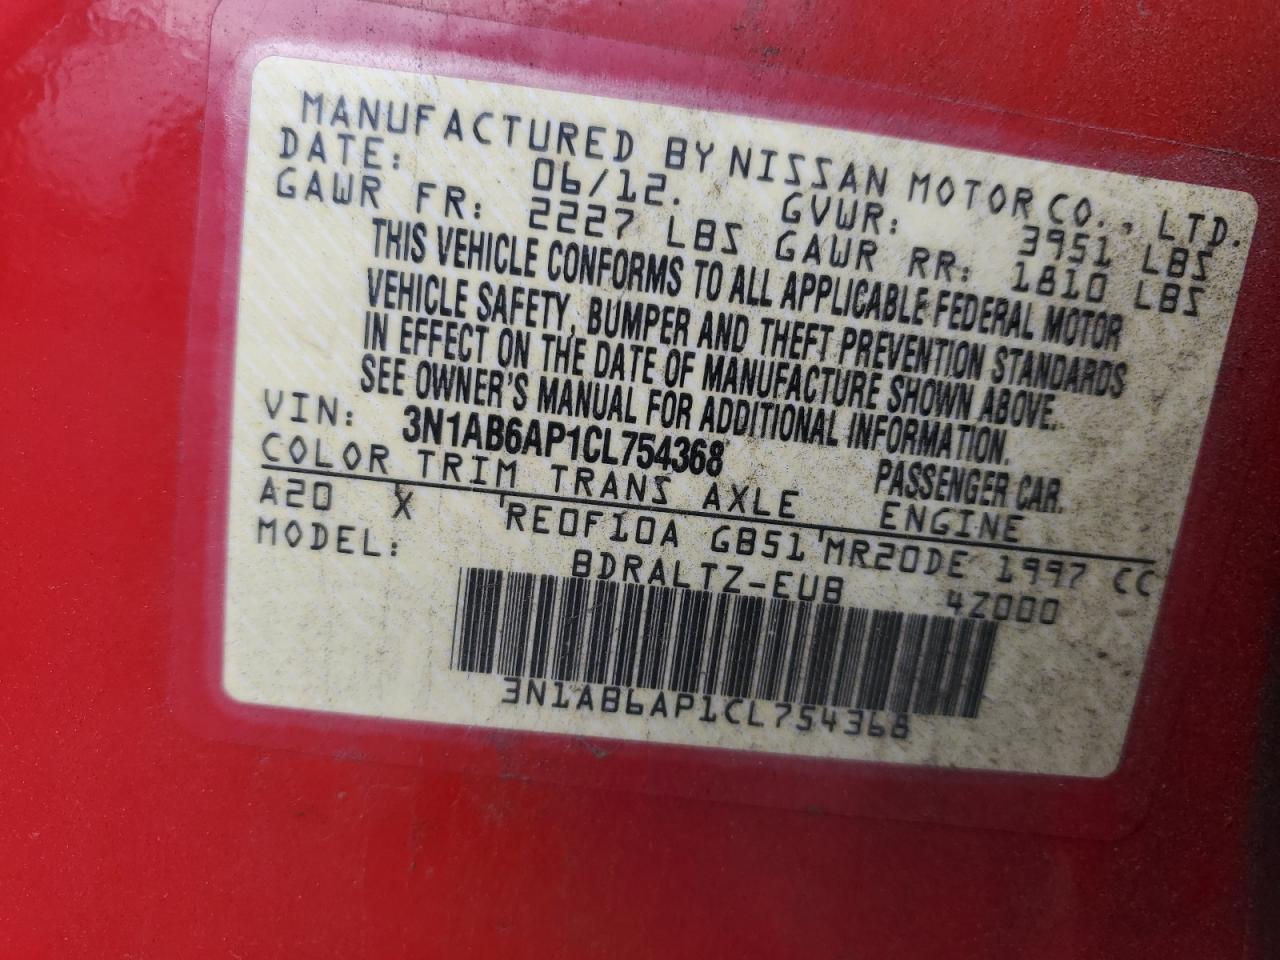 MANUFACTURED BY NISSAN MOTOR CO., LTD.
DATE: 06/12. GVWR: 3951 LBS
GAWR FR: 2227 LBS GAWR RR: 1810 LBS
THIS VEHICLE CONFORMS TO ALL APPLICABLE FEDERAL MOTOR
VEHICLE SAFETY, BUMPER AND THEFT PREVENTION STANDARDS
IN EFFECT ON THE DATE OF MANUFACTURE SHOWN ABOVE.
SEE OWNER'S MANUAL FOR ADDITIONAL INFORMATION.
VIN: 3N1AB6AP1CL754368 PASSENGER CAR.
COLOR TRIM TRANS AXLE ENGINE
A20 X RE0F10A GB51 MR20DE 1997 CC
MODEL: BDRALTZ-EUB 4Z000
3N1AB6AP1CL754368